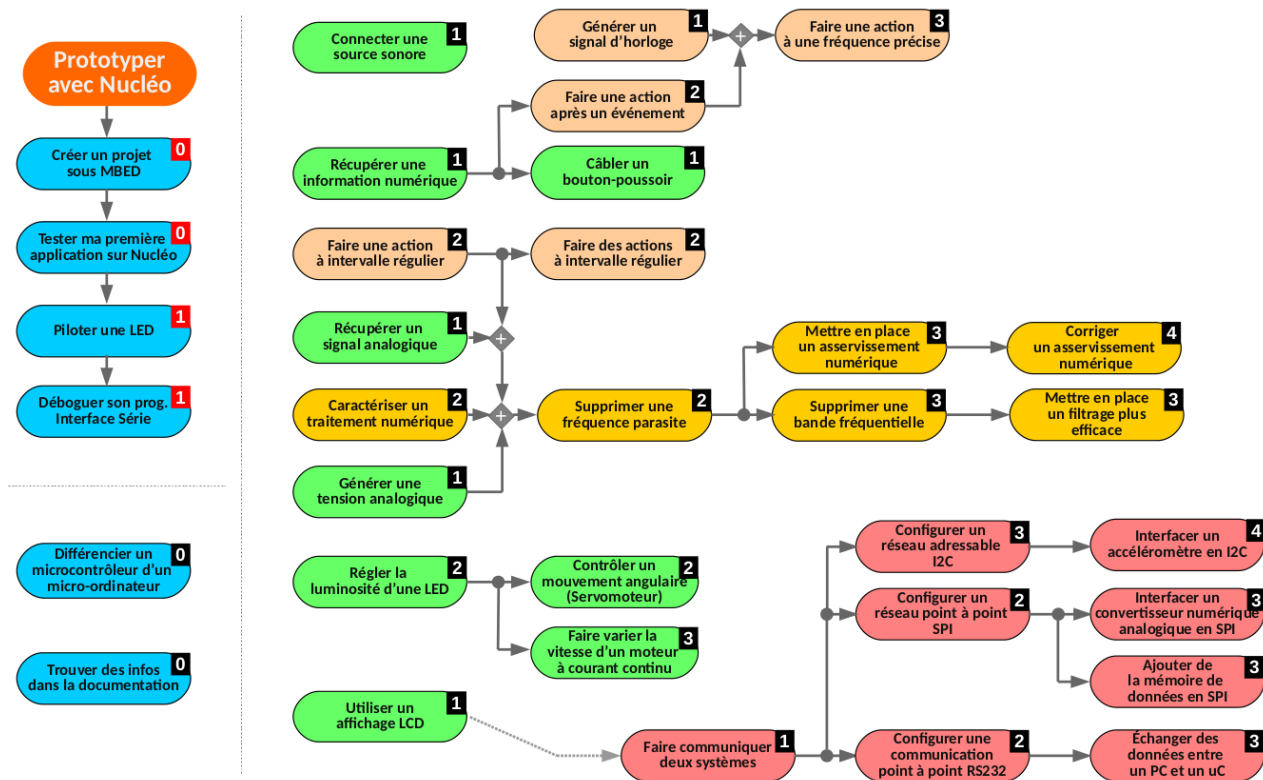 Prototyper
avec Nucléo
Créer un projet
sous MBED
0
Tester ma première
application sur Nucléo
0
Piloter une LED
1
Déboguer son prog.
Interface Série
1
Différencier un
microcontrôleur d'un
micro-ordinateur
0
Trouver des infos
dans la documentation
0
Connecter une
source sonore
1
Générer un
signal d'horloge
1
+
Faire une action
à une fréquence précise
3
Faire une action
après un événement
2
Récupérer une
information numérique
1
Câbler un
bouton-poussoir
1
Faire une action
à intervalle régulier
2
Faire des actions
à intervalle régulier
2
Récupérer un
signal analogique
1
+
Mettre en place
un asservissement
numérique
3
Corriger
un asservissement
numérique
4
Caractériser un
traitement numérique
2
+
Supprimer une
fréquence parasite
2
Supprimer une
bande fréquentielle
3
Mettre en place
un filtrage plus
efficace
3
Générer une
tension analogique
1
Régler la
luminosité d'une LED
2
Contrôler un
mouvement angulaire
(Servomoteur)
2
Faire varier la
vitesse d'un moteur
à courant continu
3
Utiliser un
affichage LCD
1
Faire communiquer
deux systèmes
1
Configurer un
réseau adressable
I2C
3
Interfacer un
accéléromètre en I2C
4
Configurer un
réseau point à point
SPI
2
Interfacer un
convertisseur numérique
analogique en SPI
3
Ajouter de
la mémoire de
données en SPI
3
Configurer une
communication
point à point RS232
2
Échanger des
données entre
un PC et un uC
3